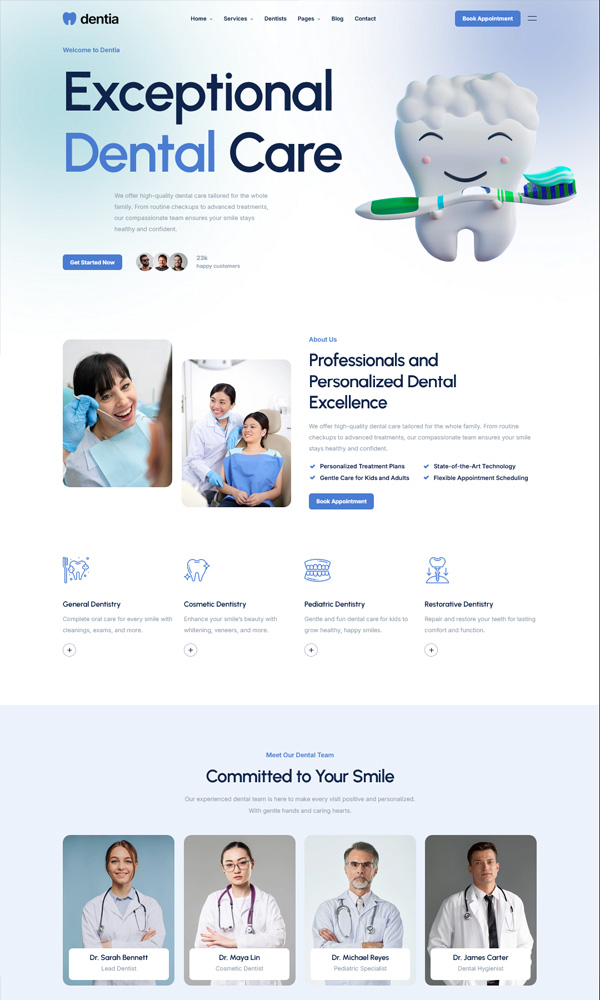 dentia
Home
Services
Dentists
Pages
Blog
Contact
Book Appointment
Welcome to Dentia
Exceptional
Dental Care
We offer high-quality dental care tailored for the whole
family. From routine checkups to advanced treatments,
our compassionate team ensures your smile stays
healthy and confident.
Get Started Now
23k
happy customers
About Us
Professionals and
Personalized Dental
Excellence
We offer high-quality dental care tailored for the whole family. From routine
checkups to advanced treatments, our compassionate team ensures your smile
stays healthy and confident.
Personalized Treatment Plans
State-of-the-Art Technology
Gentle Care for Kids and Adults
Flexible Appointment Scheduling
Book Appointment
General Dentistry
Complete oral care for every smile with
cleanings, exams, and more.
Cosmetic Dentistry
Enhance your smile's beauty with
whitening, veneers, and more.
Pediatric Dentistry
Gentle and fun dental care for kids to
grow healthy, happy smiles.
Restorative Dentistry
Repair and restore your teeth for lasting
comfort and function.
Meet Our Dental Team
Committed to Your Smile
Our experienced dental team is here to make every visit positive and personalized.
With gentle hands and caring hearts.
Dr. Sarah Bennett
Lead Dentist
Dr. Maya Lin
Cosmetic Dentist
Dr. Michael Reyes
Pediatric Specialist
Dr. James Carter
Dental Hygienist